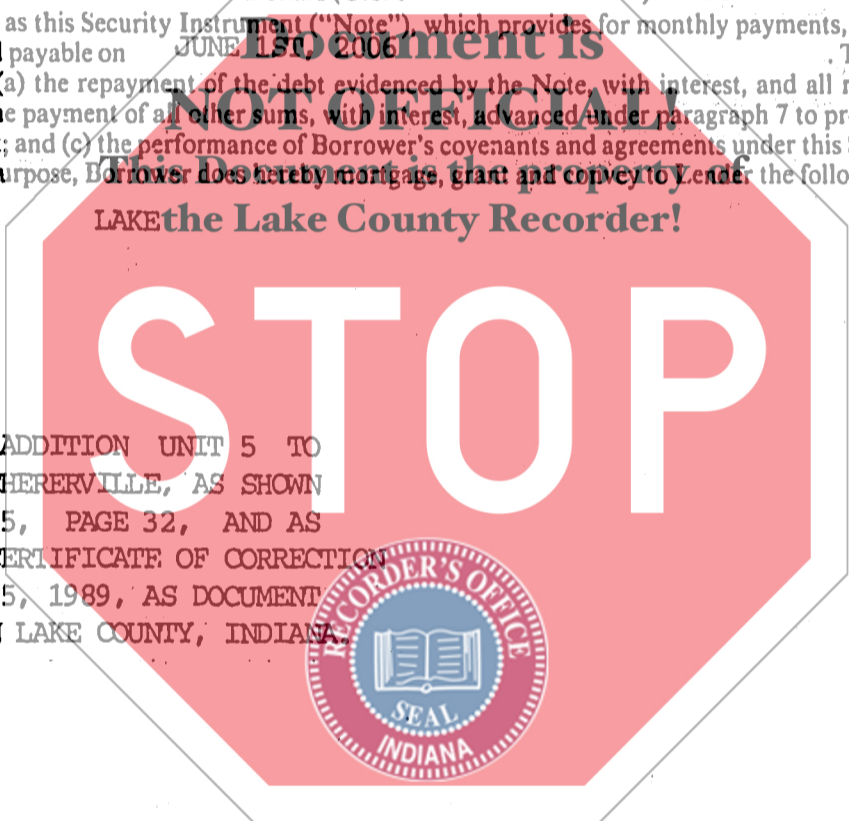 as this Security Instrument ("Note"), which provides for monthly payments,
Document is
payable on JUNE 1ST, 2006 .
(a) the repayment of the debt evidenced by the Note, with interest, and all
NOT OFFICIAL!
payment of all other sums, with interest, advanced under paragraph 7 to
; and (c) the performance of Borrower's covenants and agreements under this
This Document is the property of
urpose, Borrower does hereby mortgage, grant and convey to Lender the follo
LAKE
the Lake County Recorder!
STOP
ADDITION UNIT 5 TO
HERERVILLE, AS SHOWN
5, PAGE 32, AND AS
ERTIFICATE OF CORRECTION
5, 1989, AS DOCUMENT
LAKE COUNTY, INDIANA.
RECORDER'S OFFICE
SEAL
INDIANA